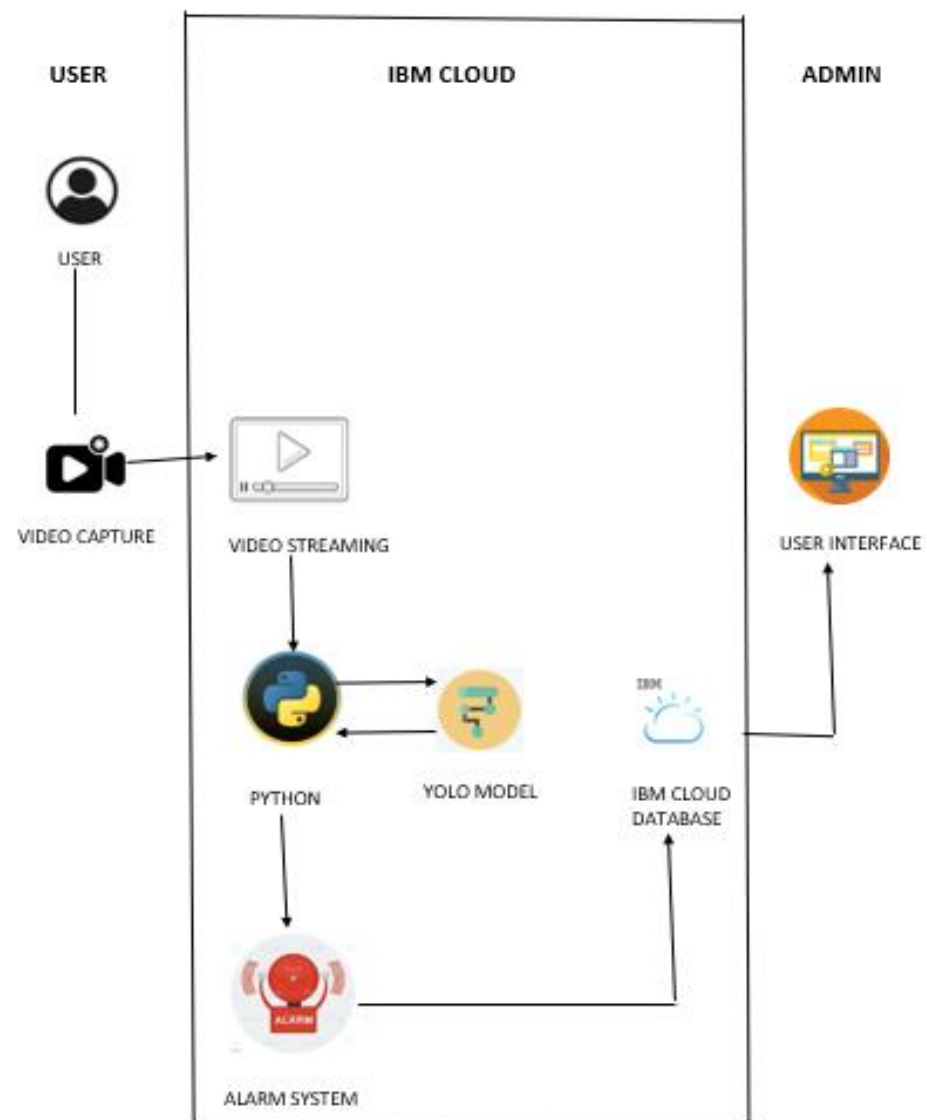 USER
IBM CLOUD
ADMIN
USER
VIDEO CAPTURE
VIDEO STREAMING
USER INTERFACE
IBM
PYTHON
YOLO MODEL
IBM CLOUD
DATABASE
ALARM
ALARM SYSTEM